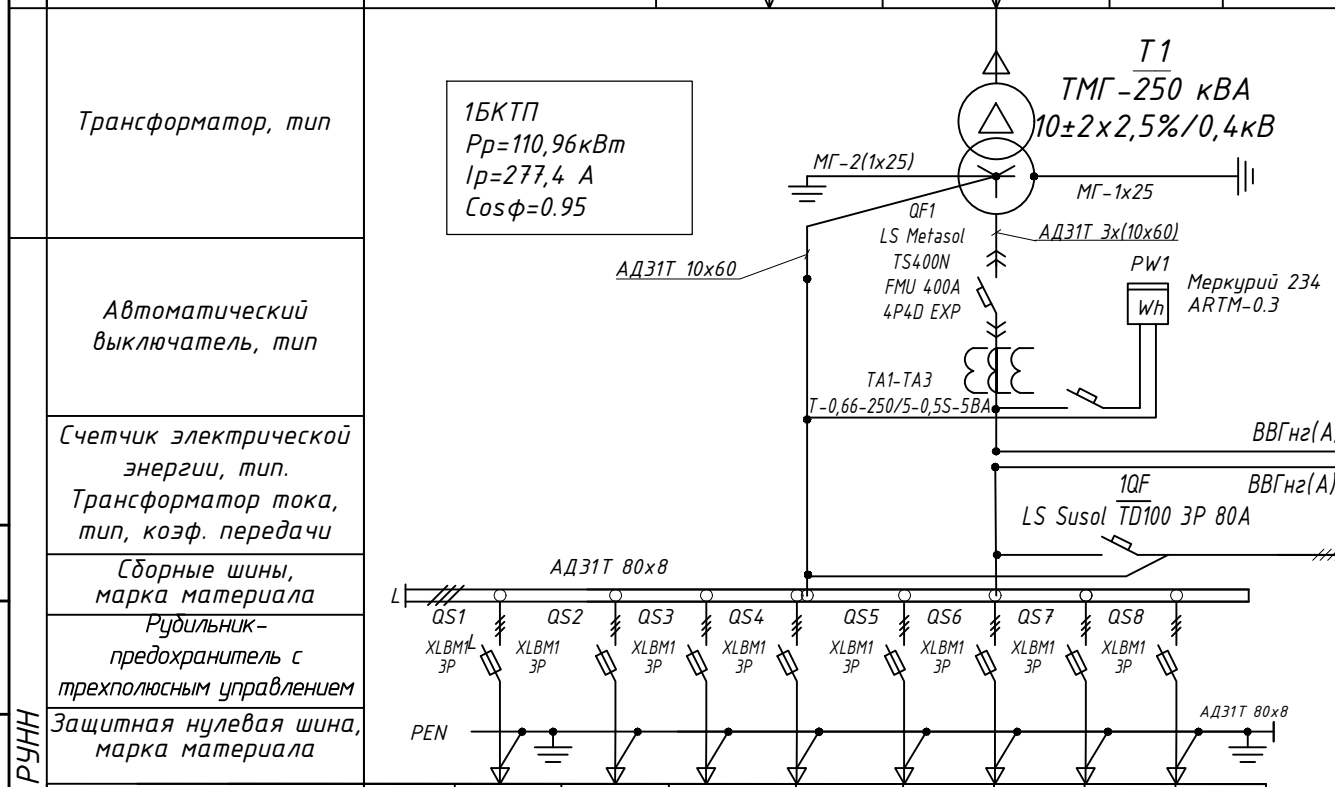 Трансформатор, тип
1БКТП
Pp=110,96кВт
Ip=277,4 А
Cosφ=0.95
Т1
ТМГ-250 кВА
10±2х2,5%/0,4кВ
МГ-2(1х25)
МГ-1х25
АД31Т 3х(10х60)
АД31Т 10х60
QF1
LS Metasol
TS400N
FMU 400A
4P4D EXP
PW1
Wh
Меркурий 234
ARTM-0.3
Автоматический
выключатель, тип
ТА1-ТА3
Т-0,66-250/5-0,5S-5ВА
Счетчик электрической
энергии, тип.
Трансформатор тока,
тип, коэф. передачи
ВВГнг(А)
ВВГнг(А)
1QF
LS Susol TD100 3P 80A
Сборные шины,
марка материала
АД31Т 80х8
L
QS1
QS2
QS3
QS4
QS5
QS6
QS7
QS8
Рубильник-
предохранитель с
трехполюсным управлением
XLBM1
3P
L
XLBM1
3P
XLBM1
3P
XLBM1
3P
XLBM1
3P
XLBM1
3P
XLBM1
3P
XLBM1
3P
РУНН
Защитная нулевая шина,
марка материала
PEN
АД31Т 80х8